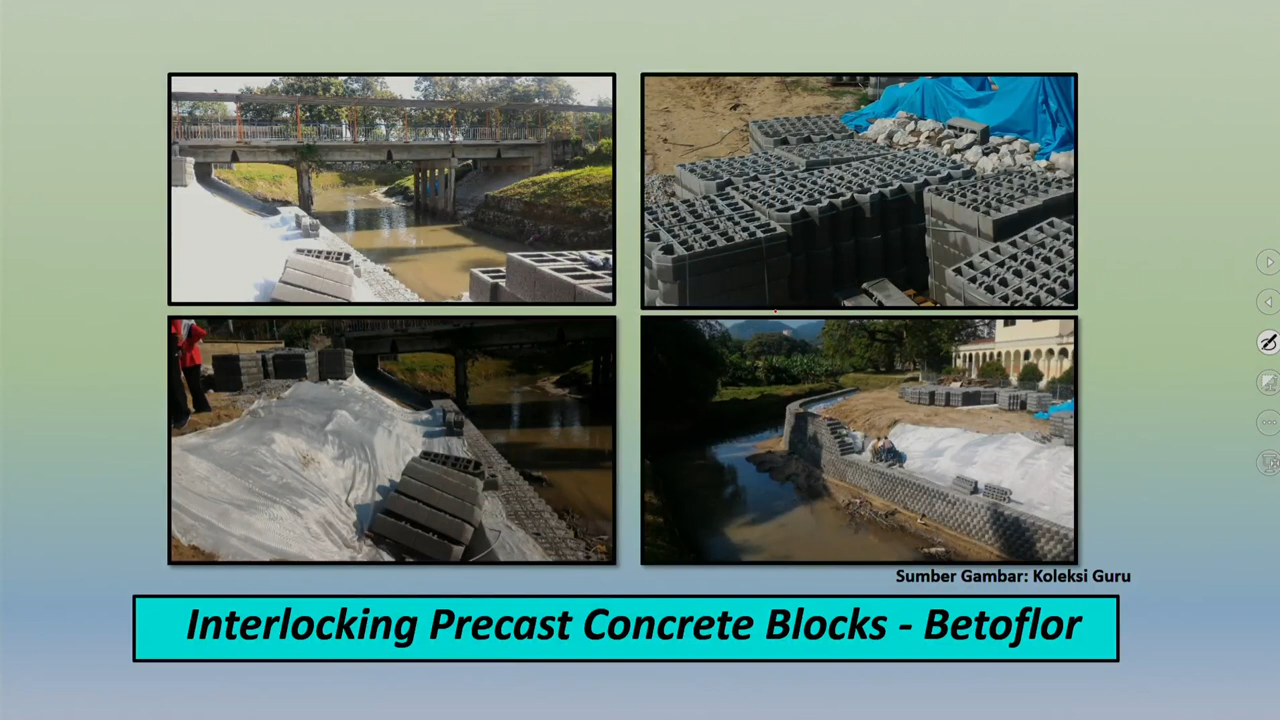 Sumber Gambar: Koleksi Guru
Interlocking Precast Concrete Blocks - Betoflor